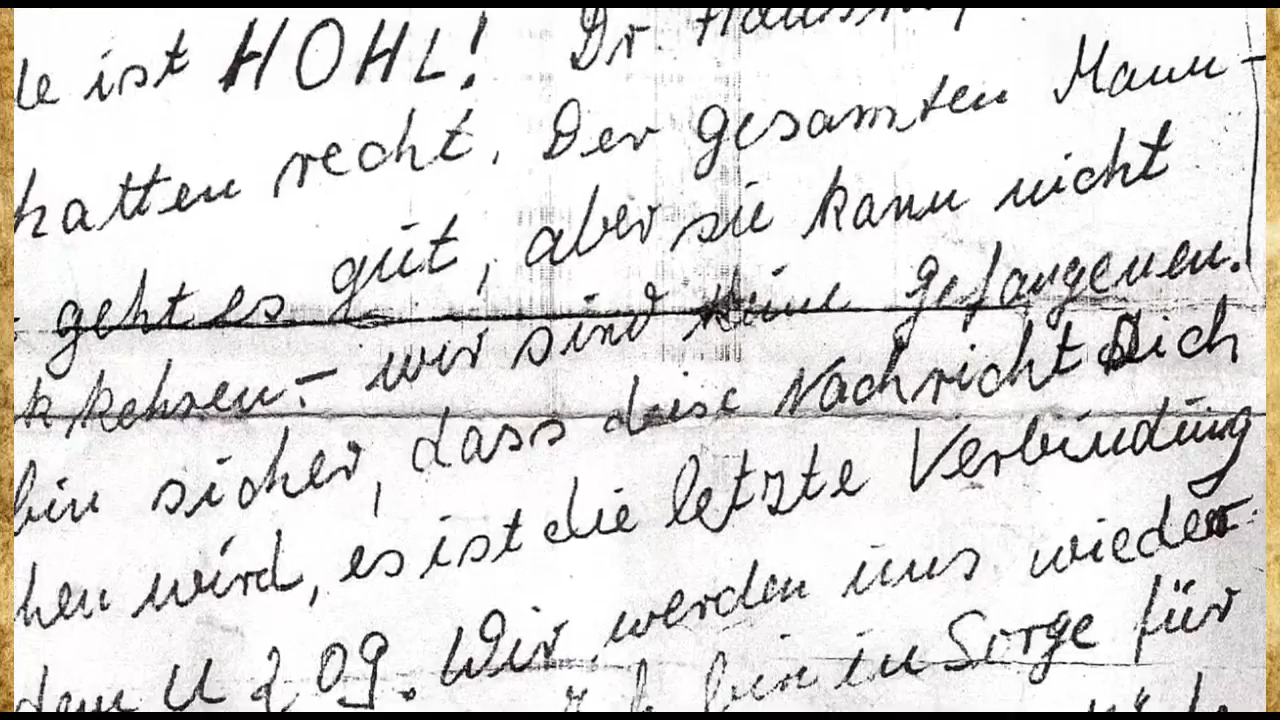 de ist HOHL! Dr.
hatten recht. Der gesamten Mann-
geht es gut, aber sie kann nicht
k kehren- wir sind keine Gefangenen.
bin sicher, dass diese Nachricht Dich
hen wird, es ist die letzte Verbindung
dem U 209. Wir werden uns wieder-
bin in Sorge für